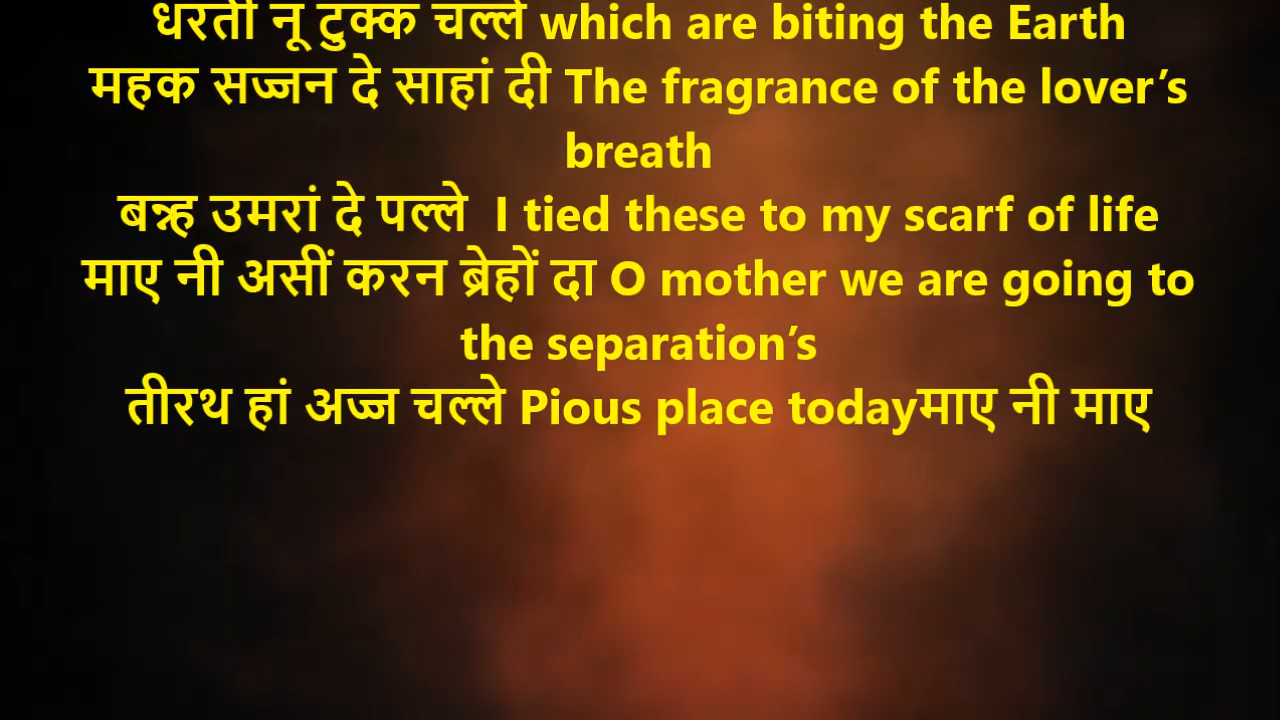 धरती नू टुक्क चल्ले which are biting the Earth
महक सज्जन दे साहां दी The fragrance of the lover’s
breath
बन्न्ह उमरां दे पल्ले  I tied these to my scarf of life
माए नी असीं करन ब्रेहों दा O mother we are going to
the separation’s
तीरथ हां अज्ज चल्ले Pious place todayमाए नी माए